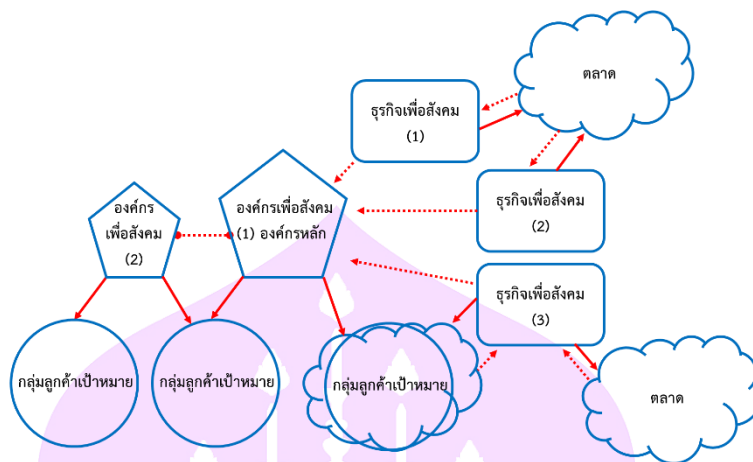 ตลาด
ธุรกิจเพื่อสังคม
(1)
องค์กร
เพื่อสังคม
(2)
องค์กรเพื่อสังคม
(1) องค์กรหลัก
ธุรกิจเพื่อสังคม
(2)
ธุรกิจเพื่อสังคม
(3)
กลุ่มลูกค้าเป้าหมาย
กลุ่มลูกค้าเป้าหมาย
กลุ่มลูกค้าเป้าหมาย
ตลาด